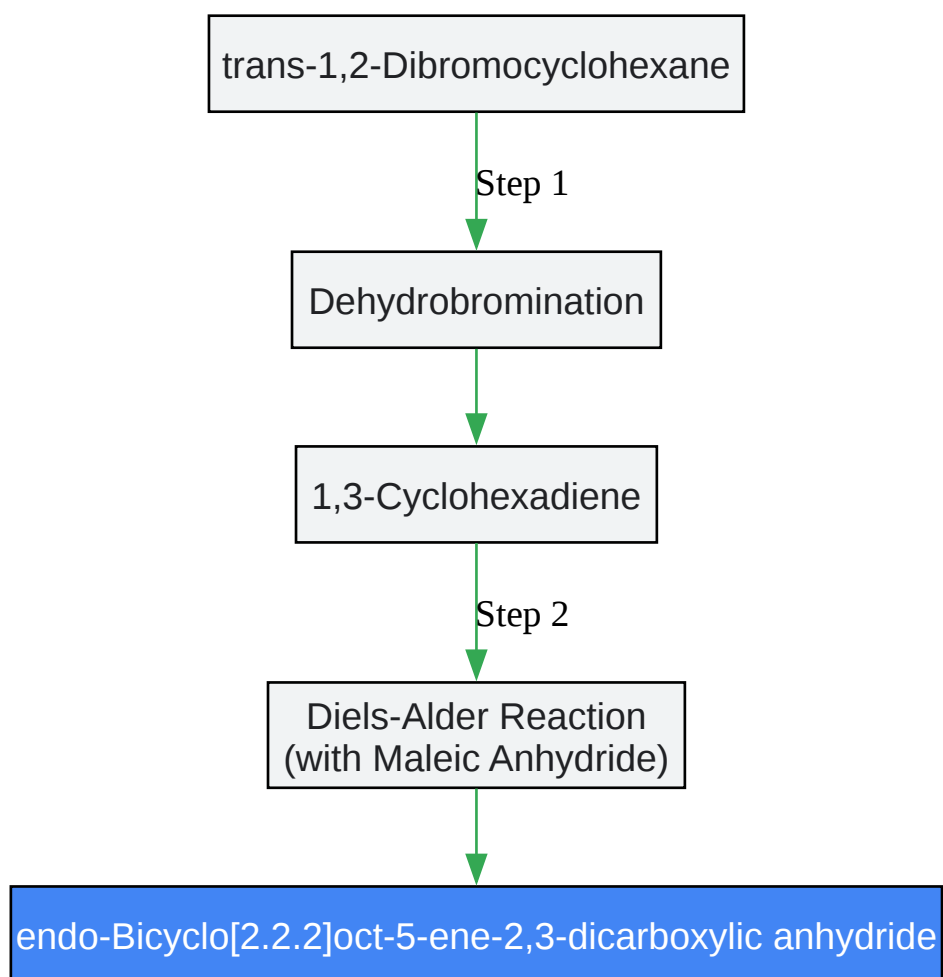 trans-1,2-Dibromocyclohexane
Step 1
Dehydrobromination
1,3-Cyclohexadiene
Step 2
Diels-Alder Reaction
(with Maleic Anhydride)
endo-Bicyclo[2.2.2]oct-5-ene-2,3-dicarboxylic anhydride